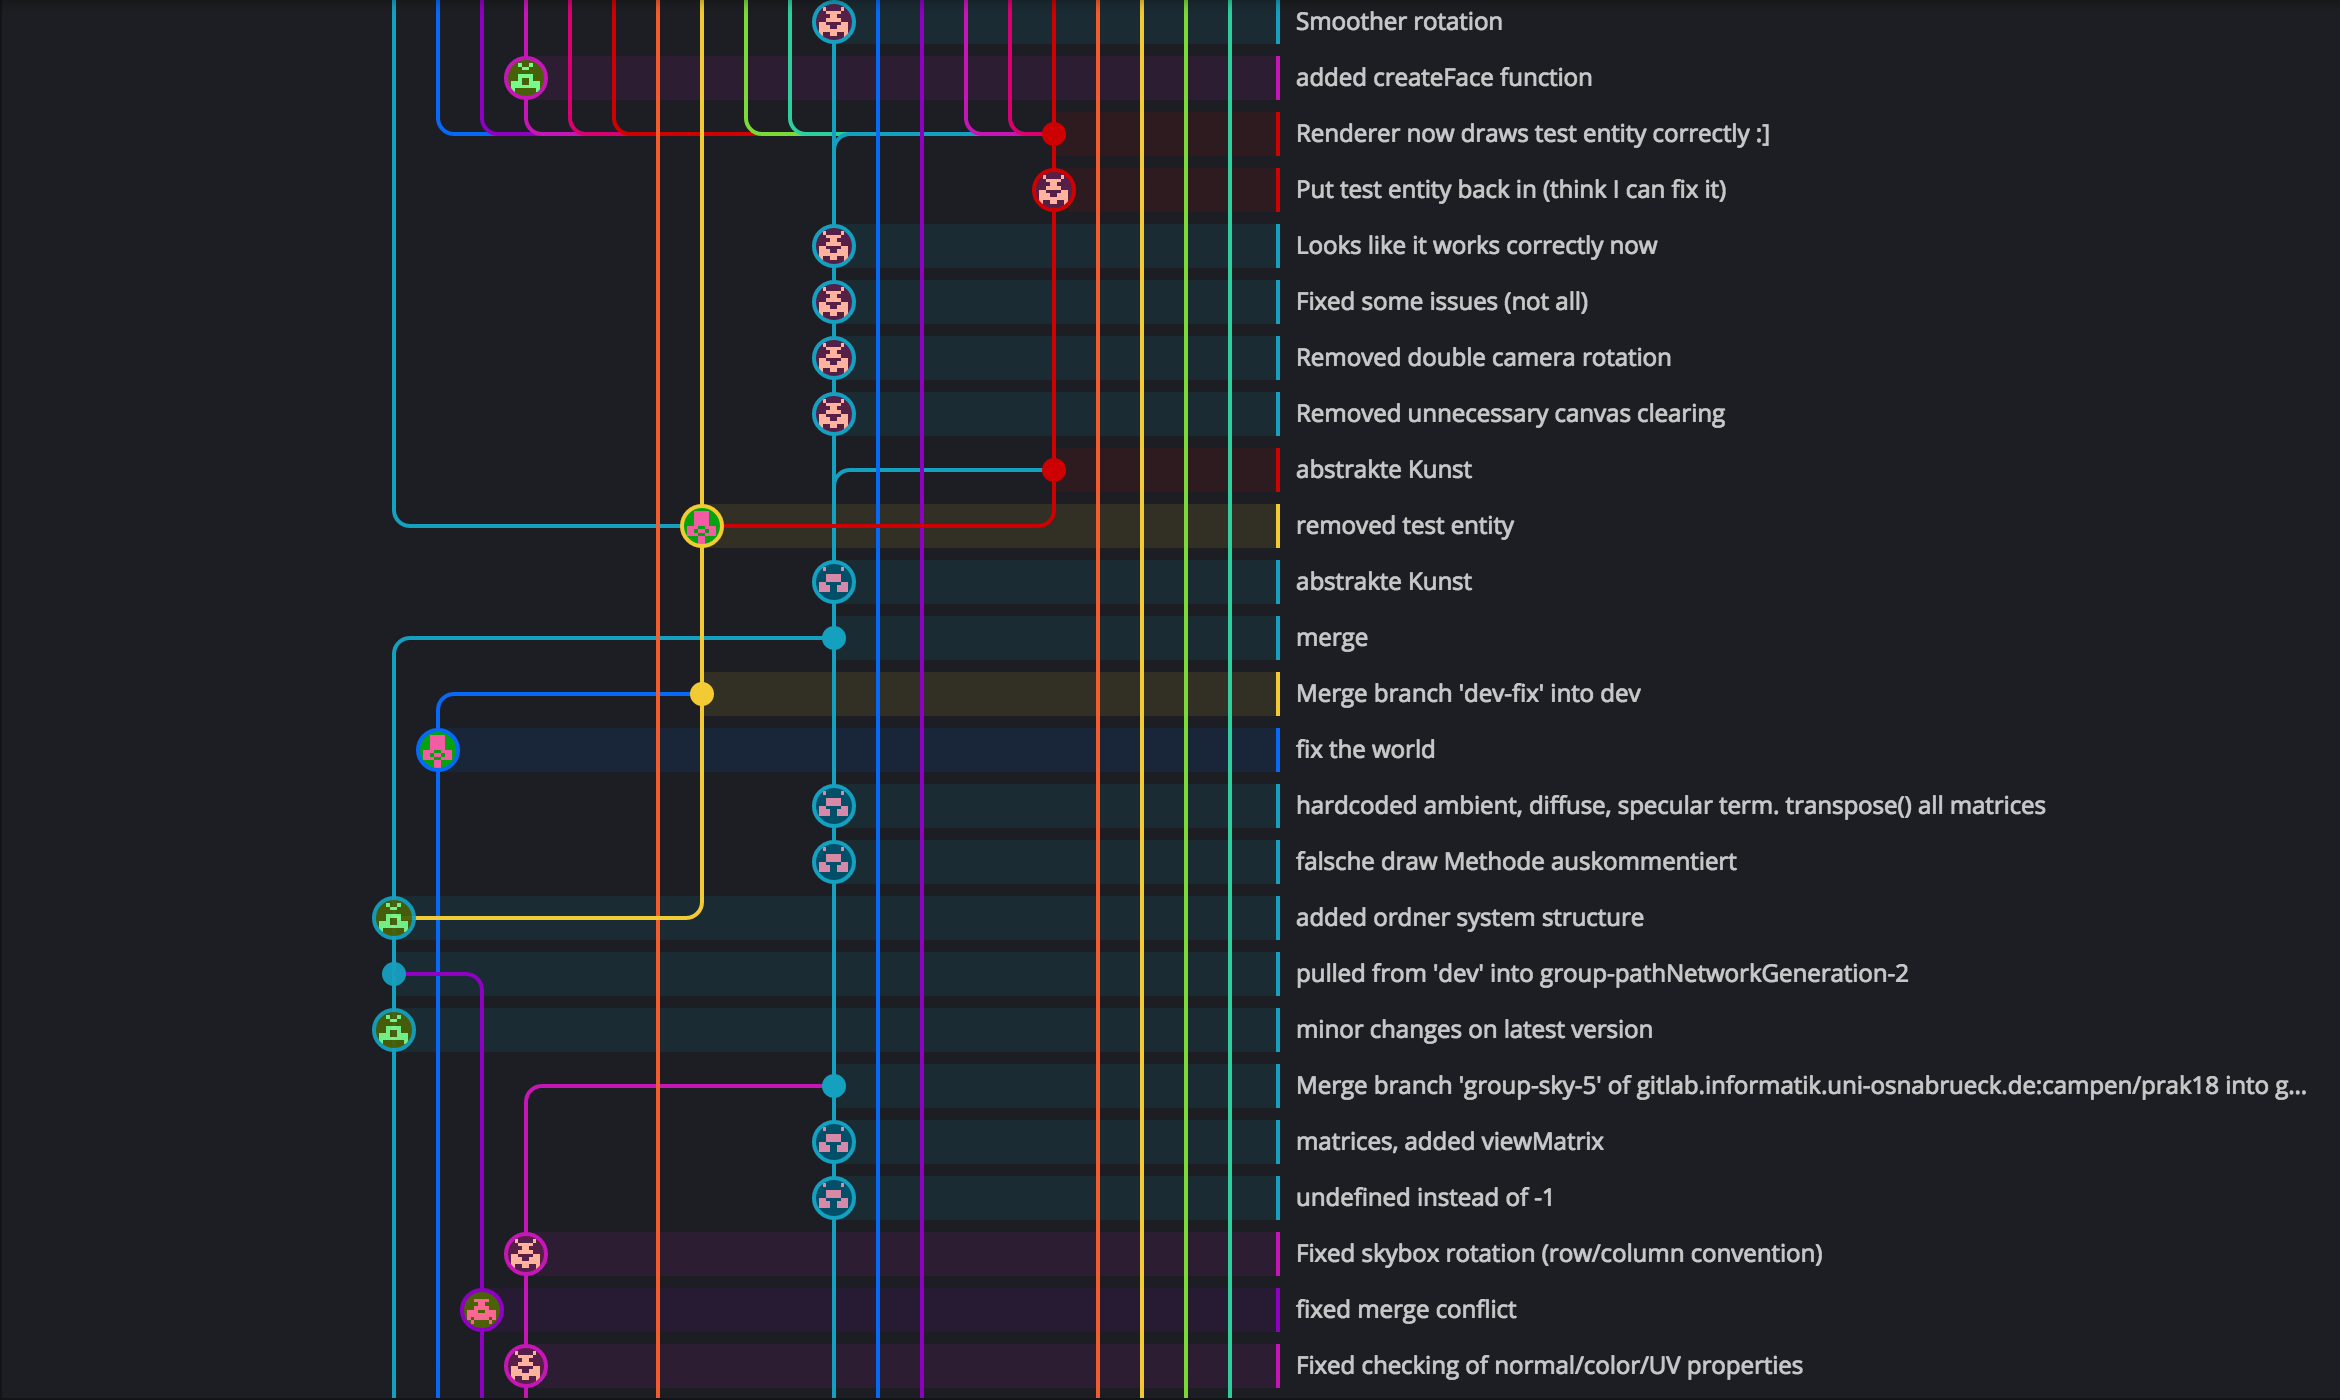 Smoother rotation
added createFace function
Renderer now draws test entity correctly :]
Put test entity back in (think I can fix it)
Looks like it works correctly now
Fixed some issues (not all)
Removed double camera rotation
Removed unnecessary canvas clearing
abstrakte Kunst
removed test entity
abstrakte Kunst
merge
Merge branch 'dev-fix' into dev
fix the world
hardcoded ambient, diffuse, specular term. transpose() all matrices
falsche draw Methode auskommentiert
added ordner system structure
pulled from 'dev' into group-pathNetworkGeneration-2
minor changes on latest version
Merge branch 'group-sky-5' of gitlab.informatik.uni-osnabrueck.de:campen/prak18 into g...
matrices, added viewMatrix
undefined instead of -1
Fixed skybox rotation (row/column convention)
fixed merge conflict
Fixed checking of normal/color/UV properties